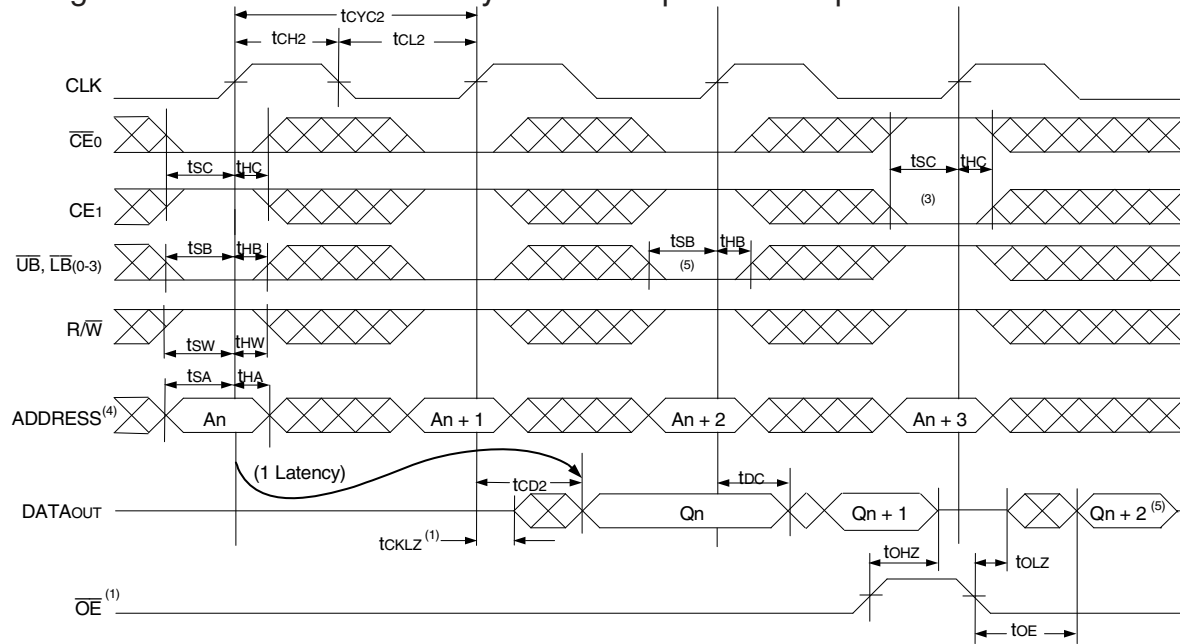 tCYC2
tCH2 tCL2
CLK
CE0
tSC tHC tSC tHC
CE1 (3)
tSB tHB tSB tHB
UB, LB(0-3) (5)
R/W
tSW tHW
tSA tHA
ADDRESS(4) An An + 1 An + 2 An + 3
(1 Latency)
tCD2 tDC
DATAOUT Qn Qn + 1 Qn + 2 (5)
tCKLZ (1)
tOHZ tOLZ
OE (1)
tOE